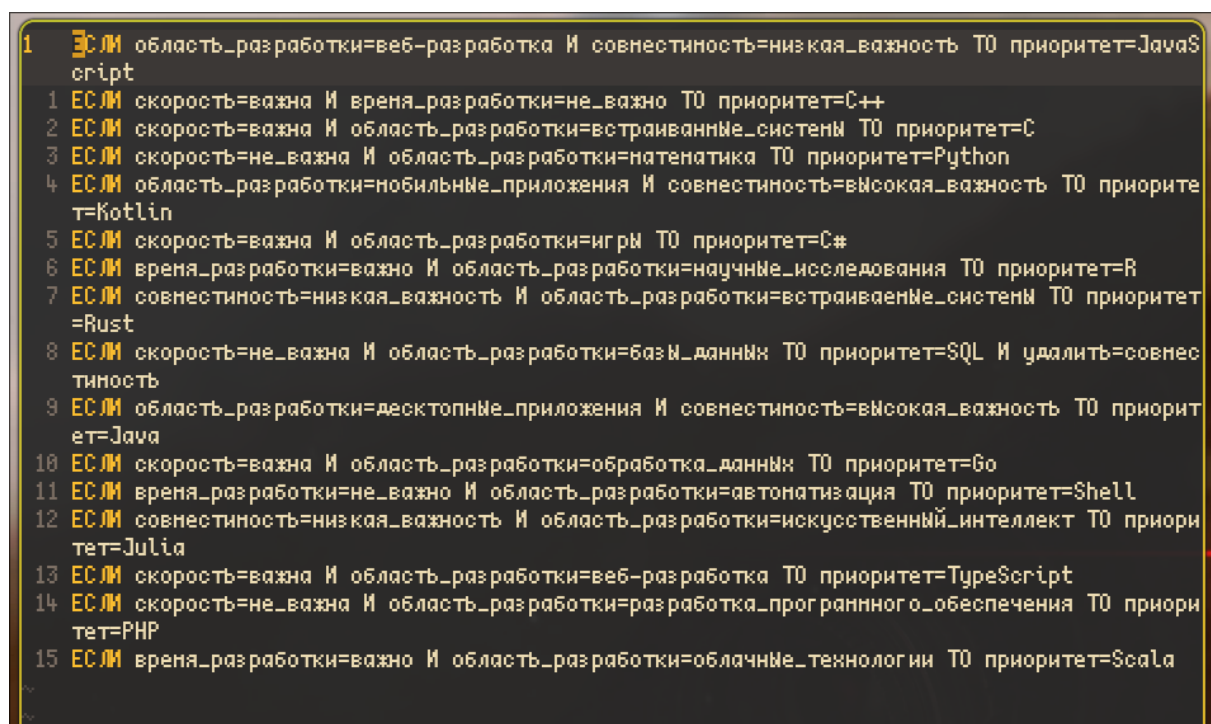 1 ЕСЛИ область_разработки=веб-разработка И совместимость=низкая_важность ТО приоритет=JavaS
cript
1 ЕСЛИ скорость=важна И время_разработки=не_важно ТО приоритет=C++
2 ЕСЛИ скорость=важна И область_разработки=встраиванные_системы ТО приоритет=C
3 ЕСЛИ скорость=не_важна И область_разработки=математика ТО приоритет=Python
4 ЕСЛИ область_разработки=мобильные_приложения И совместимость=высокая_важность ТО приорите
т=Kotlin
5 ЕСЛИ скорость=важна И область_разработки=игры ТО приоритет=C#
6 ЕСЛИ время_разработки=важно И область_разработки=научные_исследования ТО приоритет=R
7 ЕСЛИ совместимость=низкая_важность И область_разработки=встраиваемые_системы ТО приоритет
=Rust
8 ЕСЛИ скорость=не_важна И область_разработки=базы_данных ТО приоритет=SQL И удалить=совмес
тимость
9 ЕСЛИ область_разработки=десктопные_приложения И совместимость=высокая_важность ТО приорит
ет=Java
10 ЕСЛИ скорость=важна И область_разработки=обработка_данных ТО приоритет=Go
11 ЕСЛИ время_разработки=не_важно И область_разработки=автоматизация ТО приоритет=Shell
12 ЕСЛИ совместимость=низкая_важность И область_разработки=искусственный_интеллект ТО приори
тет=Julia
13 ЕСЛИ скорость=важна И область_разработки=веб-разработка ТО приоритет=TypeScript
14 ЕСЛИ скорость=не_важна И область_разработки=разработка_программного_обеспечения ТО приори
тет=PHP
15 ЕСЛИ время_разработки=важно И область_разработки=облачные_технологии ТО приоритет=Scala
~
~